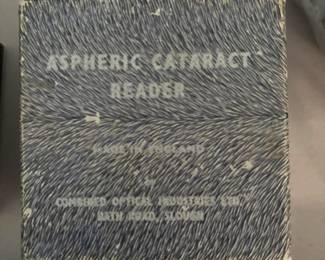 ASPHERIC CATARACT
READER
MADE IN ENGLAND
by
COMBINED OPTICAL INDUSTRIES LTD.,
BATH ROAD, SLOUGH